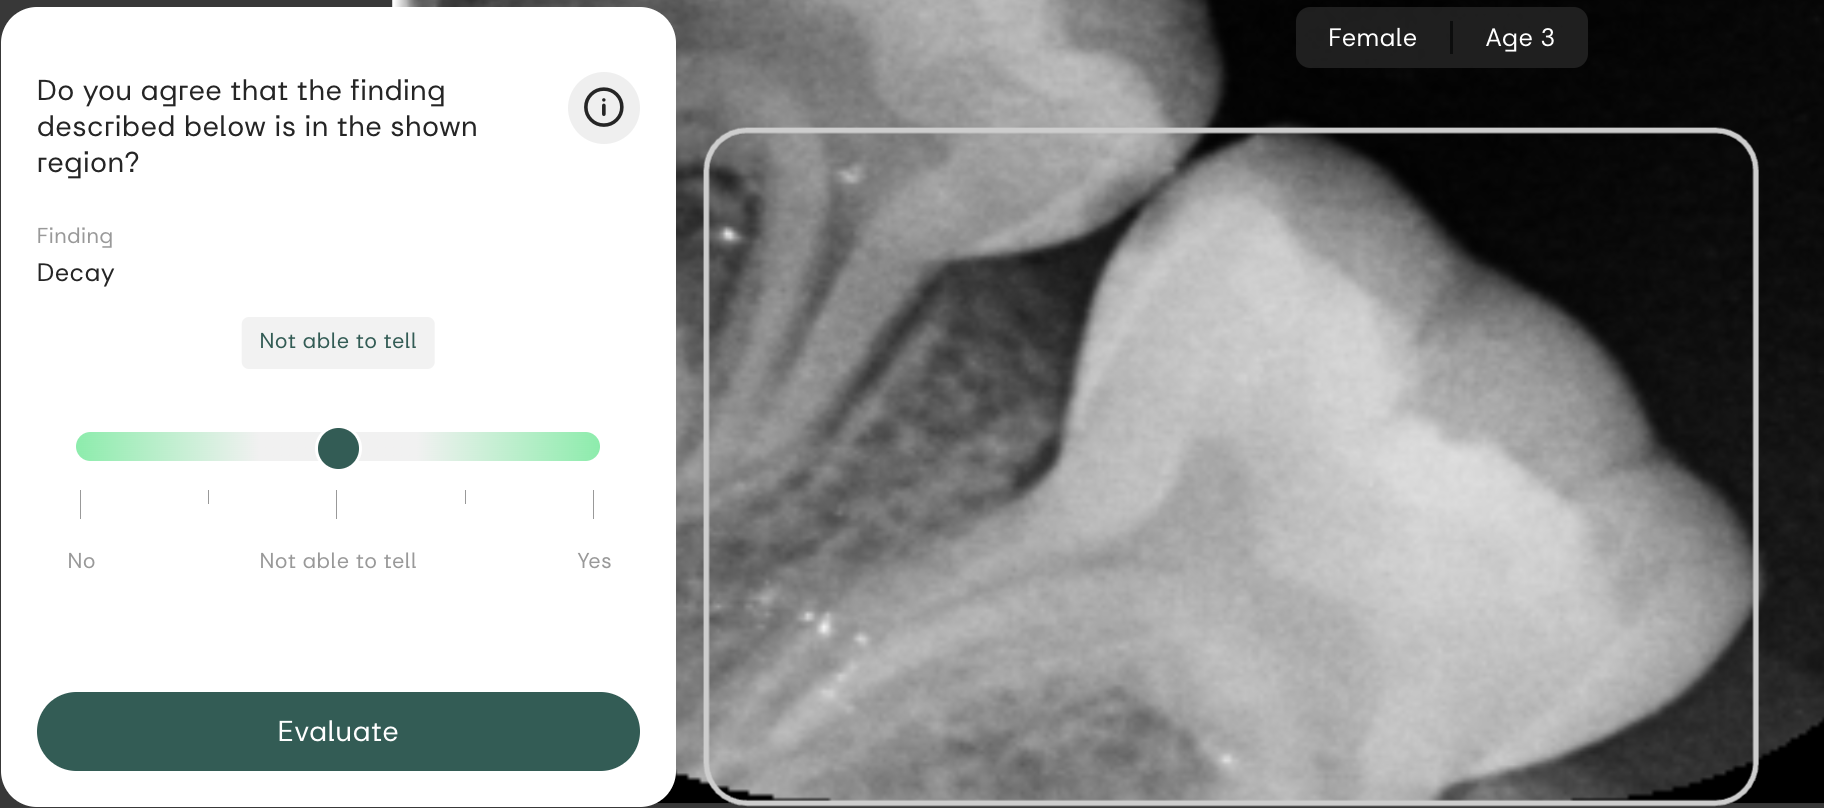 Do you agree that the finding
described below is in the shown
region?
Finding
Decay
Not able to tell
No
Not able to tell
Yes
Evaluate
Female
Age 3